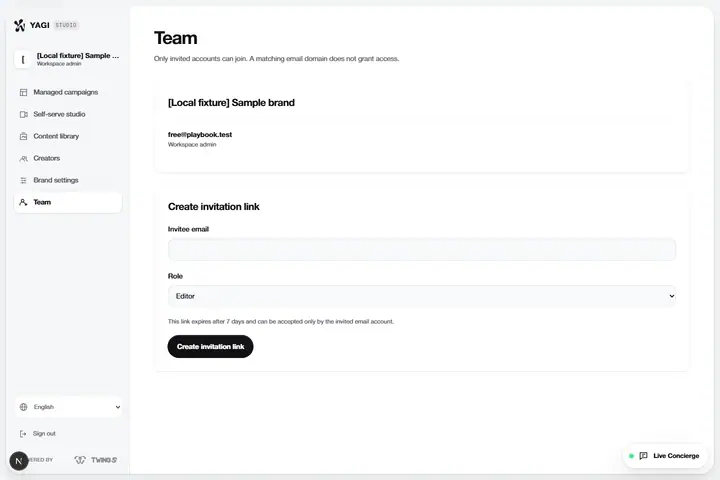 YAGI STUDIO
[
[Local fixture] Sample ...
Workspace admin
Managed campaigns
Self-serve studio
Content library
Creators
Brand settings
Team
English
Sign out
N
WERED BY
TWINGS
Team
Only invited accounts can join. A matching email domain does not grant access.
[Local fixture] Sample brand
free@playbook.test
Workspace admin
Create invitation link
Invitee email
Role
Editor
This link expires after 7 days and can be accepted only by the invited email account.
Create invitation link
Live Concierge